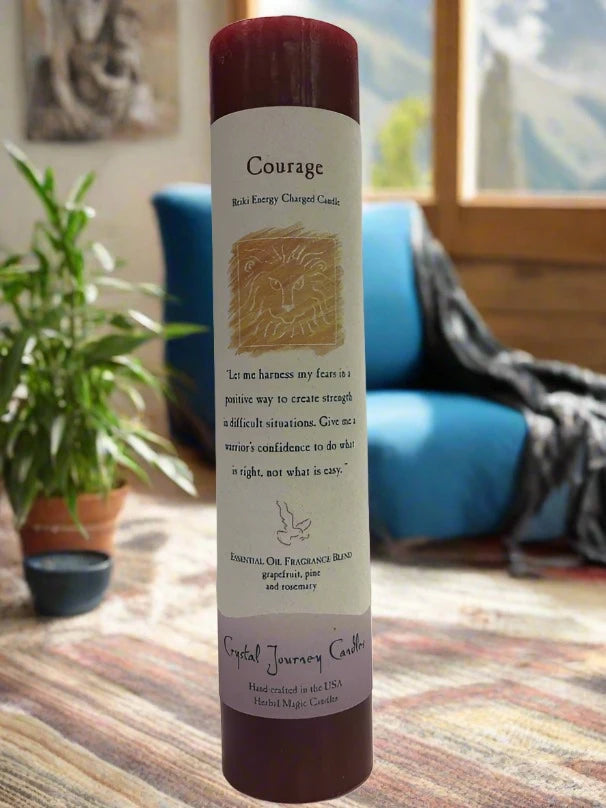 Courage
Reiki Energy Charged Candle
"Let me harness my fears in a
positive way to create strength
in difficult situations. Give me a
warrior's confidence to do what
is right, not what is easy."
Essential Oil Fragrance Blend
grapefruit, pine
and rosemary
Crystal Journey Candles
Hand crafted in the USA
Herbal Magic Candles